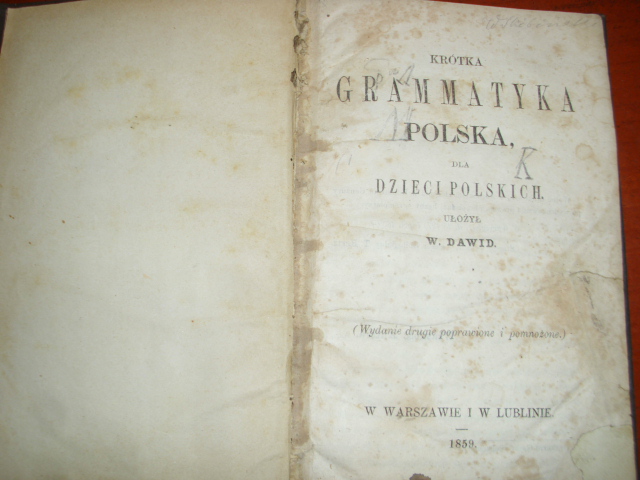 KRÓTKA
GRAMMATYKA
POLSKA,
DLA
DZIECI POLSKICH.
UŁOŻYŁ
W. DAWID.
K
(Wydanie drugie poprawione i pomnożone.)
W WARSZAWIE I W LUBLINIE.
1859.